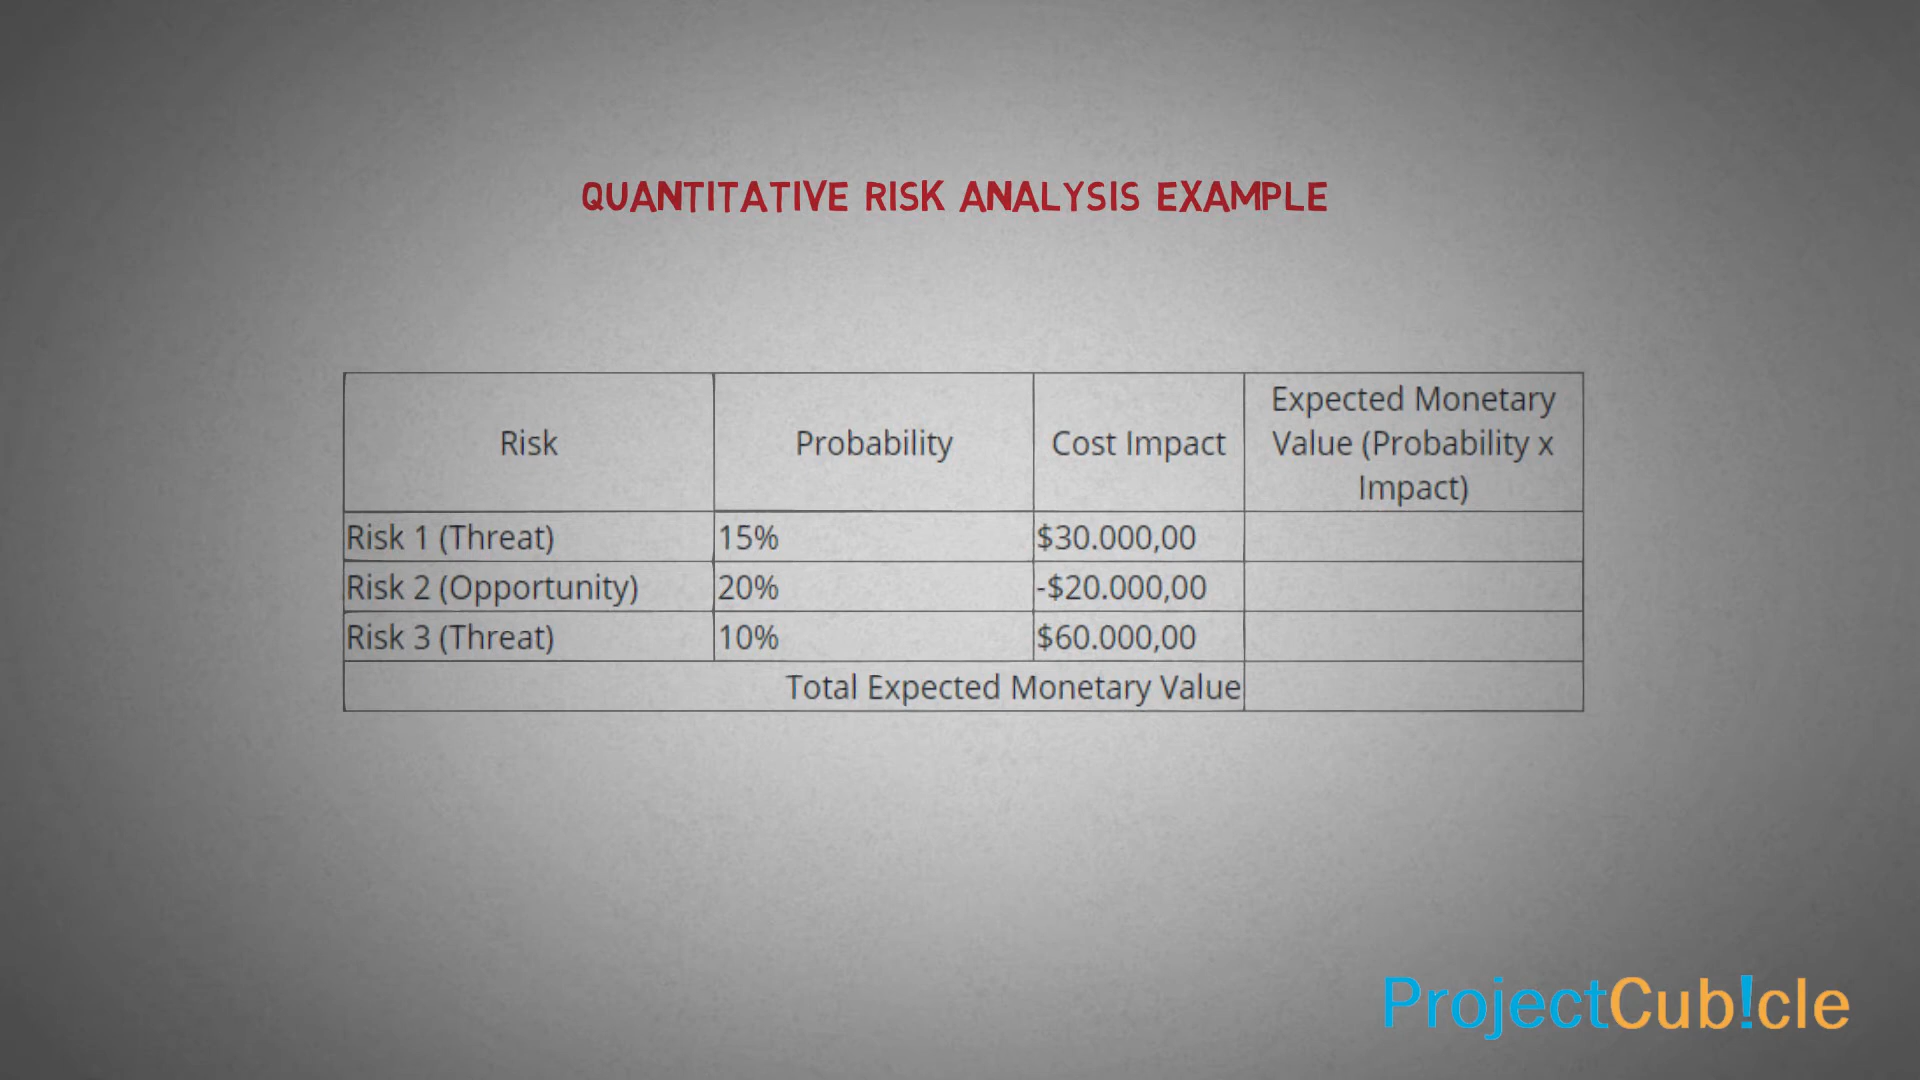 QUANTITATIVE RISK ANALYSIS EXAMPLE
Risk Probability Cost Impact Expected Monetary Value (Probability x Impact)
Risk 1 (Threat) 15% $30.000,00
Risk 2 (Opportunity) 20% -$20.000,00
Risk 3 (Threat) 10% $60.000,00
Total Expected Monetary Value
ProjectCub!cle